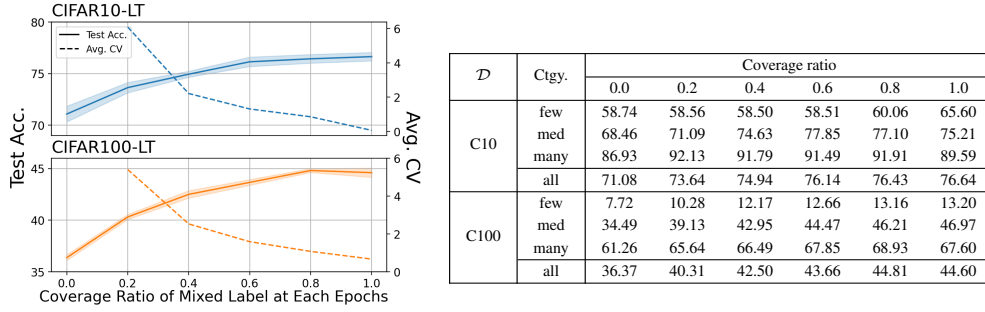 CIFAR10-LT
80
75
70
6
4
2
0
Test Acc.
Avg. CV
CIFAR100-LT
45
40
35
6
4
2
0
Test Acc.
Avg. CV
0.0 0.2 0.4 0.6 0.8 1.0
Coverage Ratio of Mixed Label at Each Epochs
𝒟 Ctgy. Coverage ratio
0.0 0.2 0.4 0.6 0.8 1.0
C10
few 58.74 58.56 58.50 58.51 60.06 65.60
med 68.46 71.09 74.63 77.85 77.10 75.21
many 86.93 92.13 91.79 91.49 91.91 89.59
all 71.08 73.64 74.94 76.14 76.43 76.64
C100
few 7.72 10.28 12.17 12.66 13.16 13.20
med 34.49 39.13 42.95 44.47 46.21 46.97
many 61.26 65.64 66.49 67.85 68.93 67.60
all 36.37 40.31 42.50 43.66 44.81 44.60